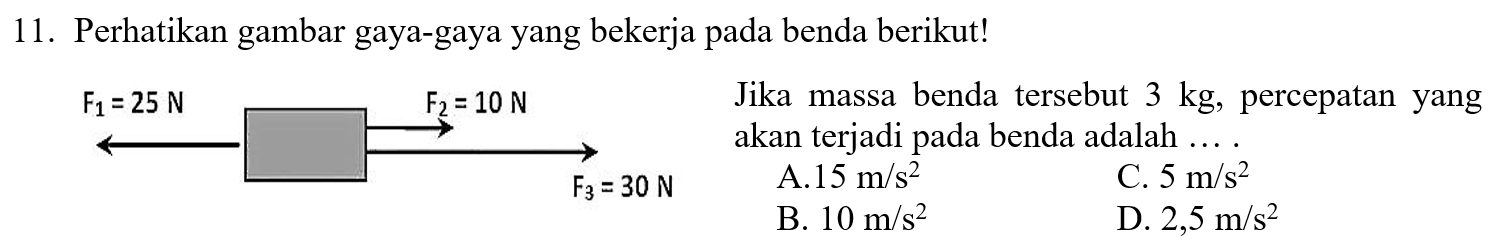 11. Perhatikan gambar gaya-gaya yang bekerja pada benda berikut!
F₁ = 25 N
F₂ = 10 N
F₃ = 30 N
Jika massa benda tersebut 3 kg, percepatan yang
akan terjadi pada benda adalah … .
A.15 m/s²
C. 5 m/s²
B. 10 m/s²
D. 2,5 m/s²